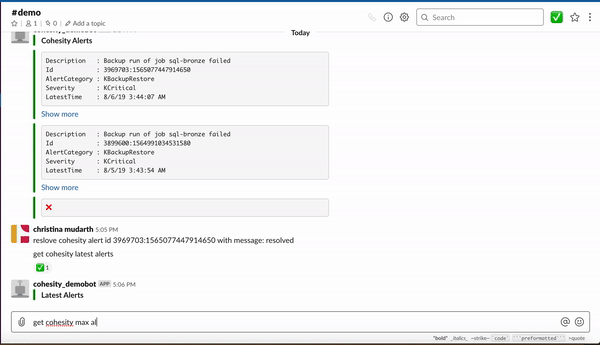 #demo
1
0
Add a topic
Search
Today
Cohesity Alerts
Description : Backup run of job sql-bronze failed
Id : 3969703:1565077447914650
AlertCategory : KBackupRestore
Severity : KCritical
LatestTime : 8/6/19 3:44:07 AM
Show more
Description : Backup run of job sql-bronze failed
Id : 3899600:1564991034531580
AlertCategory : KBackupRestore
Severity : KCritical
LatestTime : 8/5/19 3:43:54 AM
Show more
christina mudarth 5:05 PM
reslove cohesity alert id 3969703:1565077447914650 with message: resolved
get cohesity latest alerts
1
cohesity_demobot APP 5:06 PM
Latest Alerts
get cohesity max al
*bold* _italics_ ~strike~ `code` ```preformatted``` >quote